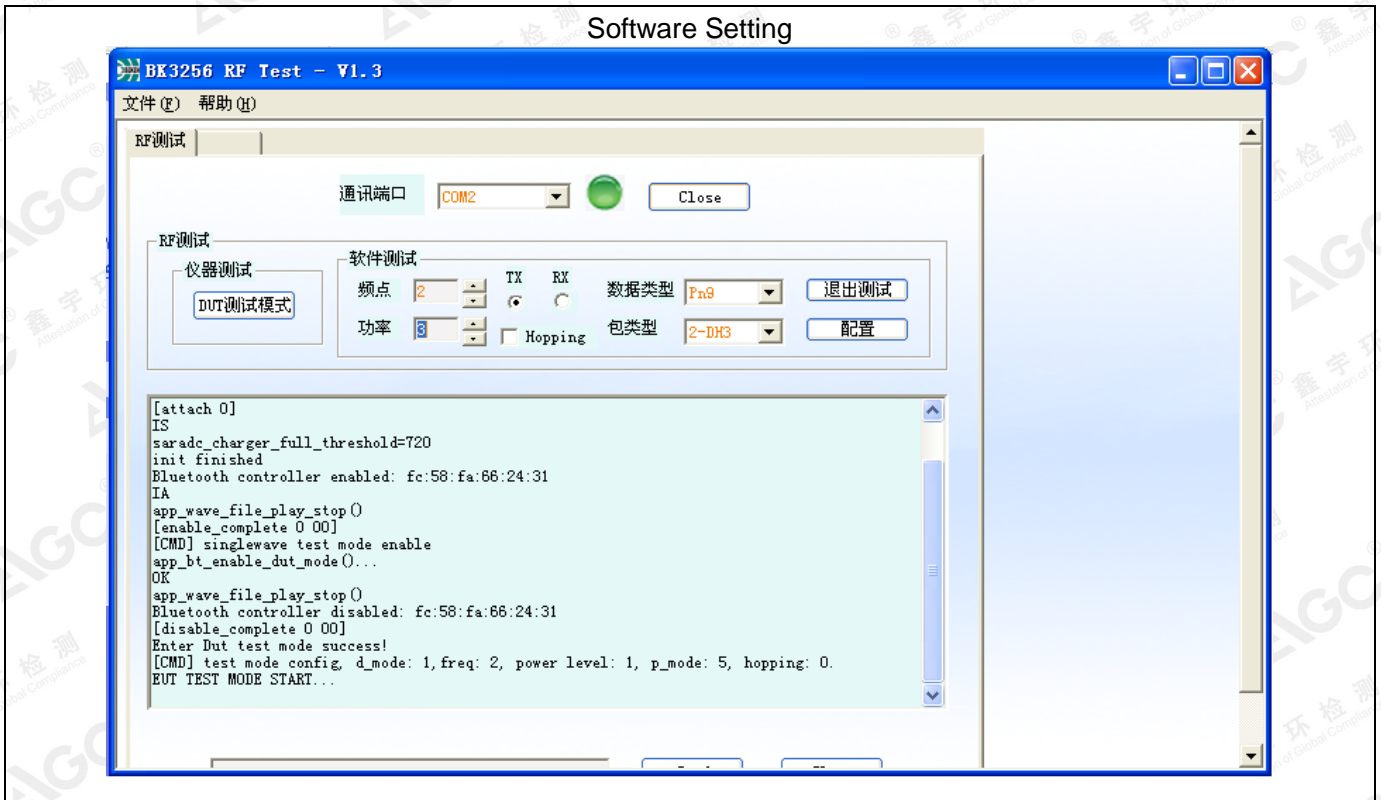 Software Setting
BK3256 RF Test - V1.3
文件(F) 帮助(H)
RF测试
通讯端口 COM2 Close
RF测试
仪器测试 软件测试
频点 2 TX RX 数据类型 Pn9 退出测试
DUT测试模式
功率 3 Hopping 包类型 2-DH3 配置
[attach 0]
IS
saradc_charger_full_threshold=720
init finished
Bluetooth controller enabled: fc:58:fa:66:24:31
IA
app_wave_file_play_stop()
[enable_complete 0 00]
[CMD] singlewave test mode enable
app_bt_enable_dut_mode()...
OK
app_wave_file_play_stop()
Bluetooth controller disabled: fc:58:fa:66:24:31
[disable_complete 0 00]
Enter Dut test mode success!
[CMD] test mode config, d_mode: 1,freq: 2, power level: 1, p_mode: 5, hopping: 0.
EUT TEST MODE START...